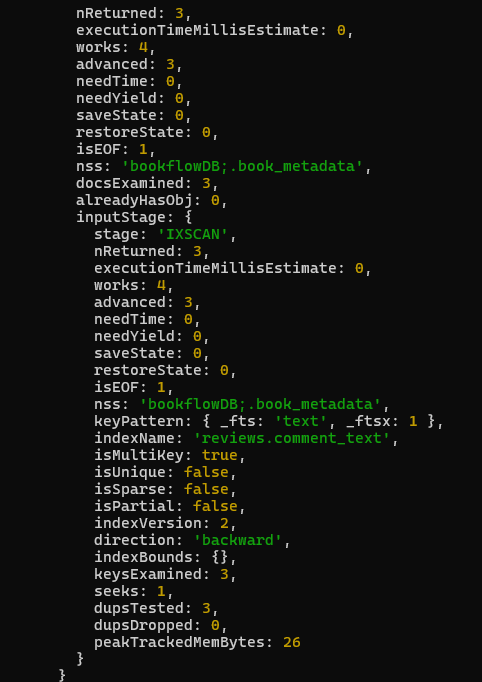 nReturned: 3,
executionTimeMillisEstimate: 0,
works: 4,
advanced: 3,
needTime: 0,
needYield: 0,
saveState: 0,
restoreState: 0,
isEOF: 1,
nss: 'bookflowDB;.book_metadata',
docsExamined: 3,
alreadyHasObj: 0,
inputStage: {
stage: 'IXSCAN',
nReturned: 3,
executionTimeMillisEstimate: 0,
works: 4,
advanced: 3,
needTime: 0,
needYield: 0,
saveState: 0,
restoreState: 0,
isEOF: 1,
nss: 'bookflowDB;.book_metadata',
keyPattern: { _fts: 'text', _ftsx: 1 },
indexName: 'reviews.comment_text',
isMultiKey: true,
isUnique: false,
isSparse: false,
isPartial: false,
indexVersion: 2,
direction: 'backward',
indexBounds: {},
keysExamined: 3,
seeks: 1,
dupsTested: 3,
dupsDropped: 0,
peakTrackedMemBytes: 26
}
}